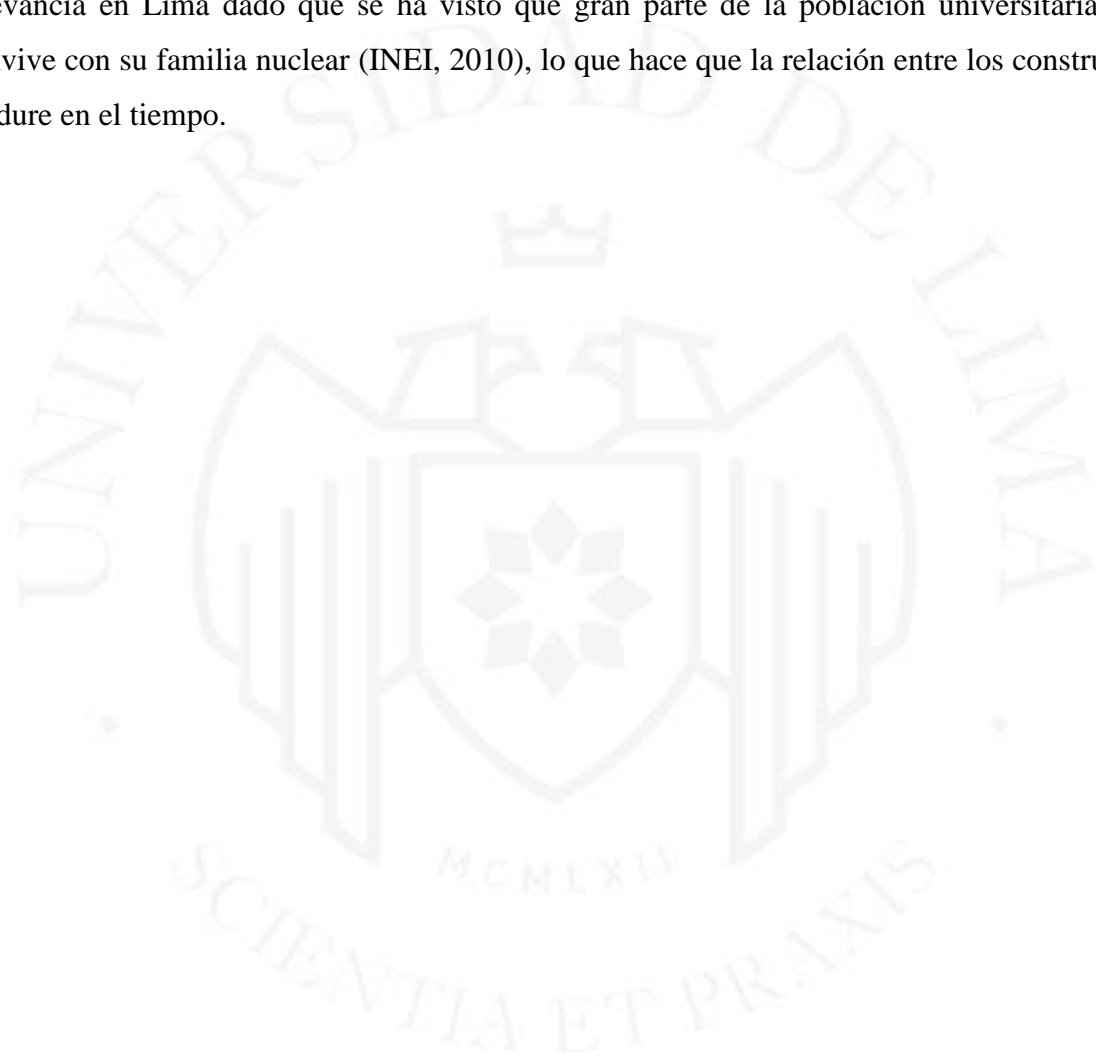 evancia en Lima dado que se ha visto que gran parte de la población universitaria
vive con su familia nuclear (INEI, 2010), lo que hace que la relación entre los constru
dure en el tiempo.
UNIVERSIDAD DE LIMA
MCMLXII
SCIENTIA ET PRAXIS